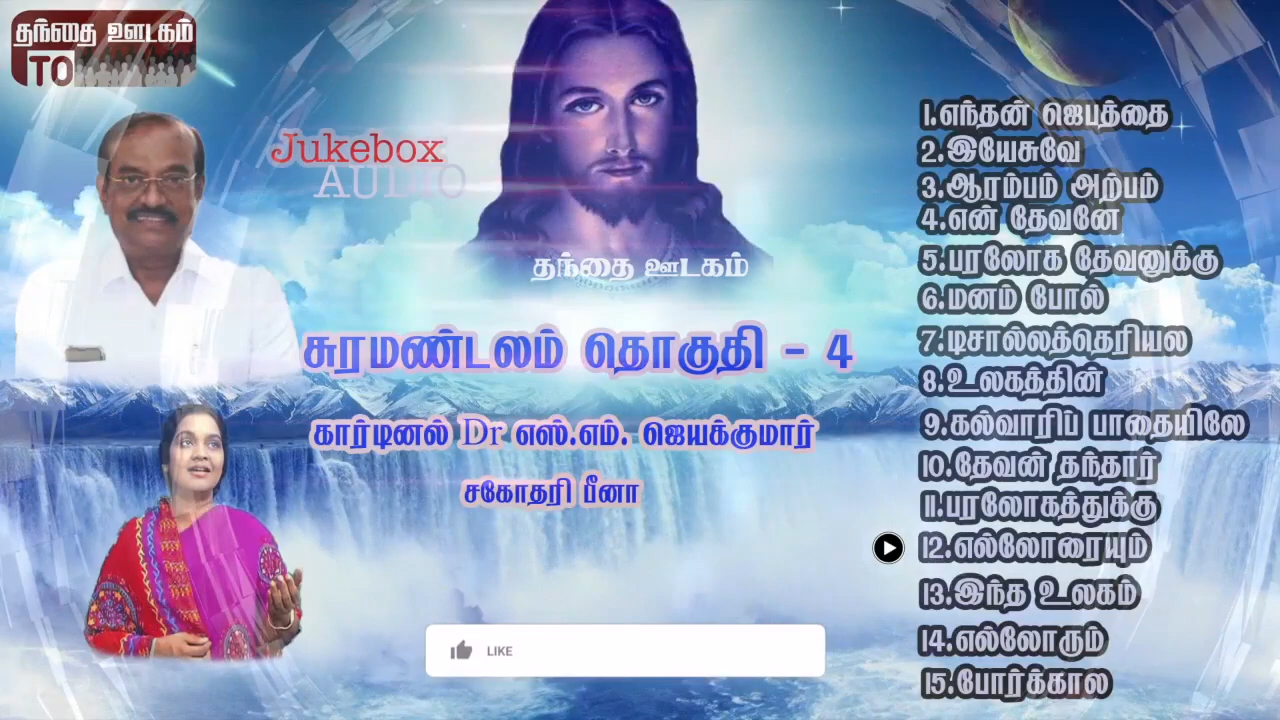 தந்தை ஊடகம்
TO
Jukebox
AUDIO
தந்தை ஊடகம்
சுரமண்டலம் தொகுதி - 4
கார்டினல் Dr எஸ்.எம். ஜெயக்குமார்
சகோதரி பீனா
LIKE
1.எந்தன் ஜெபத்தை
2.இயேசுவே
3.ஆரம்பம் அற்பம்
4.என் தேவனே
5.பரலோக தேவனுக்கு
6.மனம் போல்
7.டிசால்லத்தெரியல
8.உலகத்தின்
9.கல்வாரிப் பாதையிலே
10.தேவன் தந்தார்
11.பரலோகத்துக்கு
12.எல்லோரையும்
13.இந்த உலகம்
14.எல்லோரும்
15.போர்க்கால